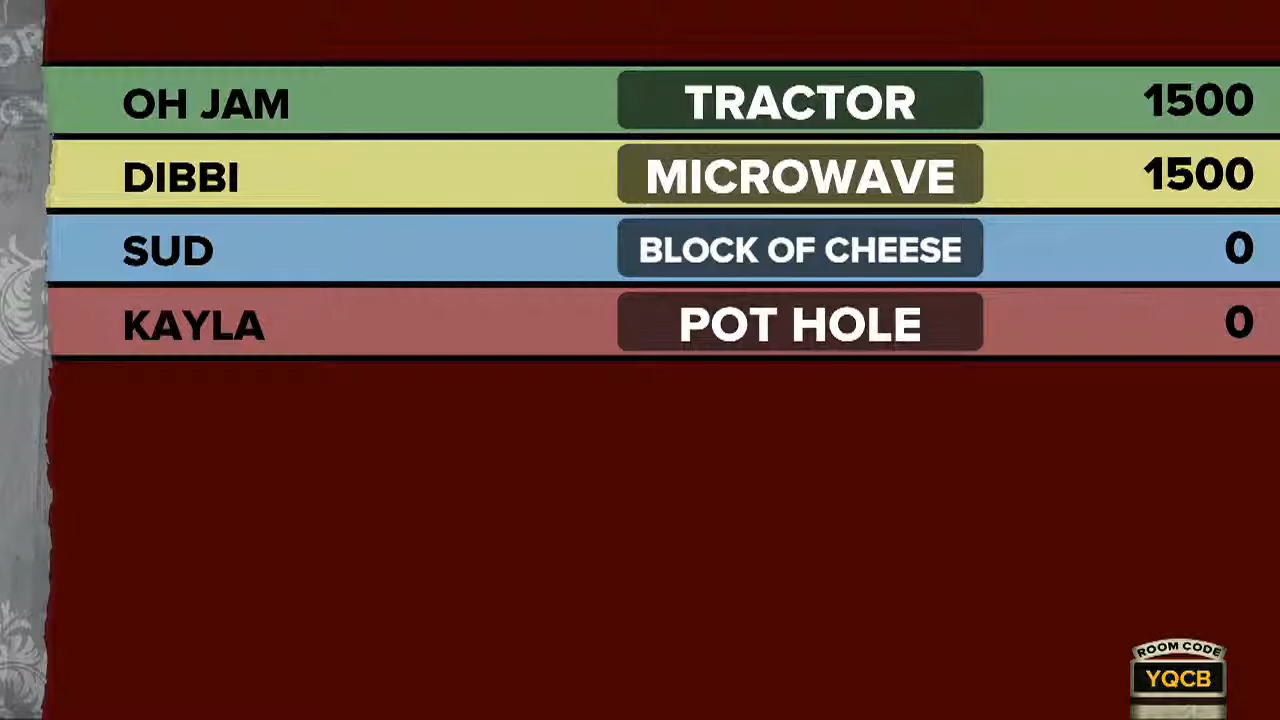 OH JAM TRACTOR 1500
DIBBI MICROWAVE 1500
SUD BLOCK OF CHEESE 0
KAYLA POT HOLE 0
ROOM CODE
YQCB